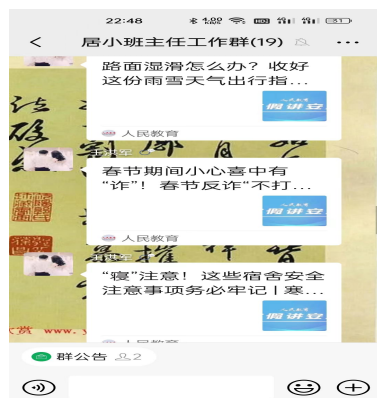 22:48
居小班主任工作群(19)
路面湿滑怎么办？收好
这份雨雪天气出行指...
假讲安
人民教育
春节期间小心喜中有
“诈”！春节反诈“不打...
假讲安
人民教育
“寝”注意！这些宿舍安全
注意事项务必牢记 | 寒...
假讲安
www.
群公告 2